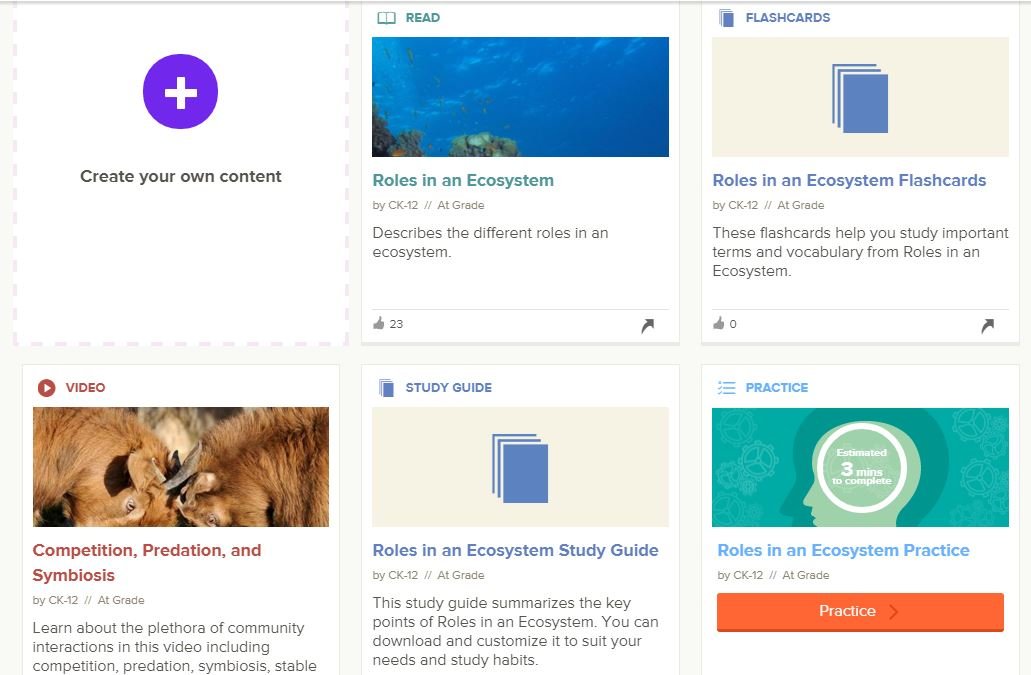 Create your own content
READ
Roles in an Ecosystem
by CK-12 // At Grade
Describes the different roles in an
ecosystem.
23
FLASHCARDS
Roles in an Ecosystem Flashcards
by CK-12 // At Grade
These flashcards help you study important
terms and vocabulary from Roles in an
Ecosystem.
0
VIDEO
Competition, Predation, and
Symbiosis
by CK-12 // At Grade
Learn about the plethora of community
interactions in this video including
competition, predation, symbiosis, stable
STUDY GUIDE
Roles in an Ecosystem Study Guide
by CK-12 // At Grade
This study guide summarizes the key
points of Roles in an Ecosystem. You can
download and customize it to suit your
needs and study habits.
PRACTICE
Estimated
3 mins
to complete
Roles in an Ecosystem Practice
by CK-12 // At Grade
Practice